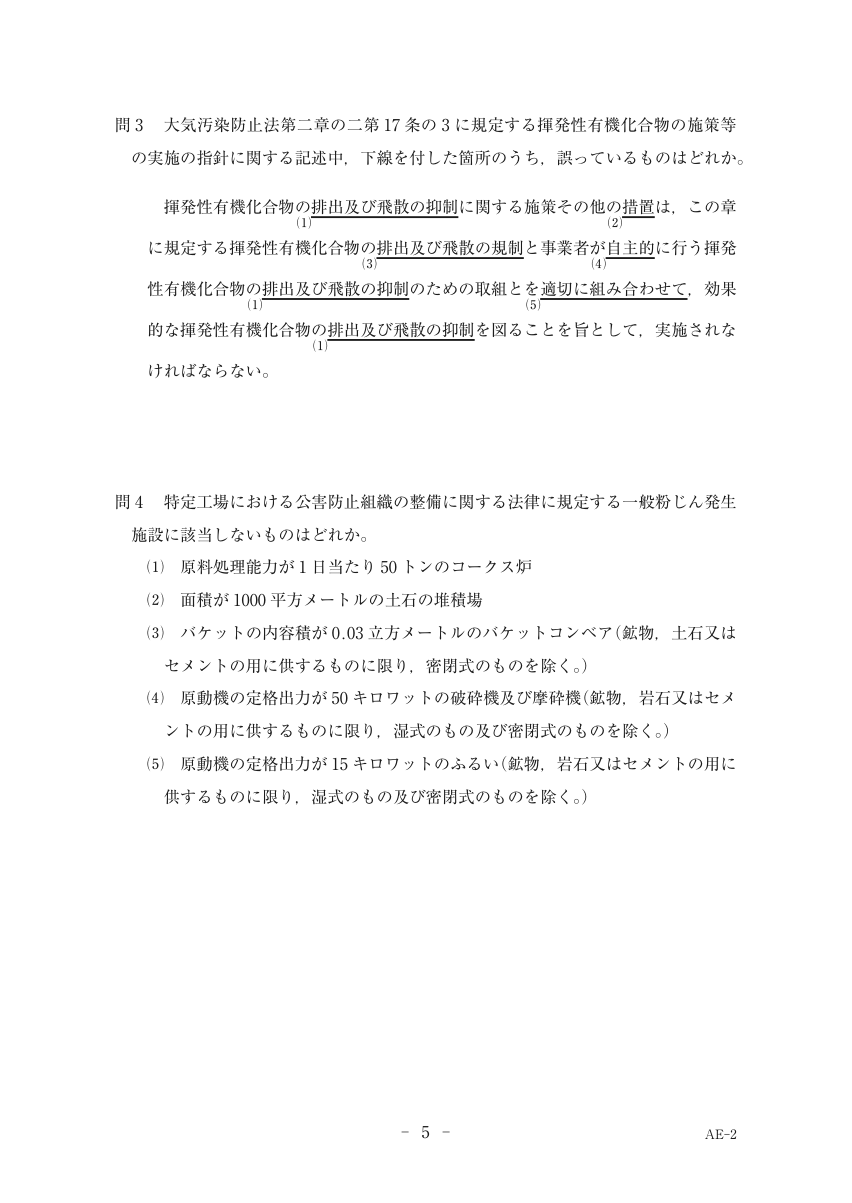 問3　大気汚染防止法第二章の二第17条の3に規定する揮発性有機化合物の施策等
の実施の指針に関する記述中，下線を付した箇所のうち，誤っているものはどれか。
揮発性有機化合物の排出及び飛散の抑制に関する施策その他の措置は，この章
(1) (2)
に規定する揮発性有機化合物の排出及び飛散の規制と事業者が自主的に行う揮発
(3) (4)
性有機化合物の排出及び飛散の抑制のための取組とを適切に組み合わせて，効果
(1) (5)
的な揮発性有機化合物の排出及び飛散の抑制を図ることを旨として，実施されな
(1)
ければならない。
問4　特定工場における公害防止組織の整備に関する法律に規定する一般粉じん発生
施設に該当しないものはどれか。
(1)　原料処理能力が1日当たり50トンのコークス炉
(2)　面積が1000平方メートルの土石の堆積場
(3)　バケットの内容積が0.03立方メートルのバケットコンベア(鉱物，土石又は
セメントの用に供するものに限り，密閉式のものを除く。)
(4)　原動機の定格出力が50キロワットの破砕機及び摩砕機(鉱物，岩石又はセメ
ントの用に供するものに限り，湿式のもの及び密閉式のものを除く。)
(5)　原動機の定格出力が15キロワットのふるい(鉱物，岩石又はセメントの用に
供するものに限り，湿式のもの及び密閉式のものを除く。)
- 5 -
AE-2